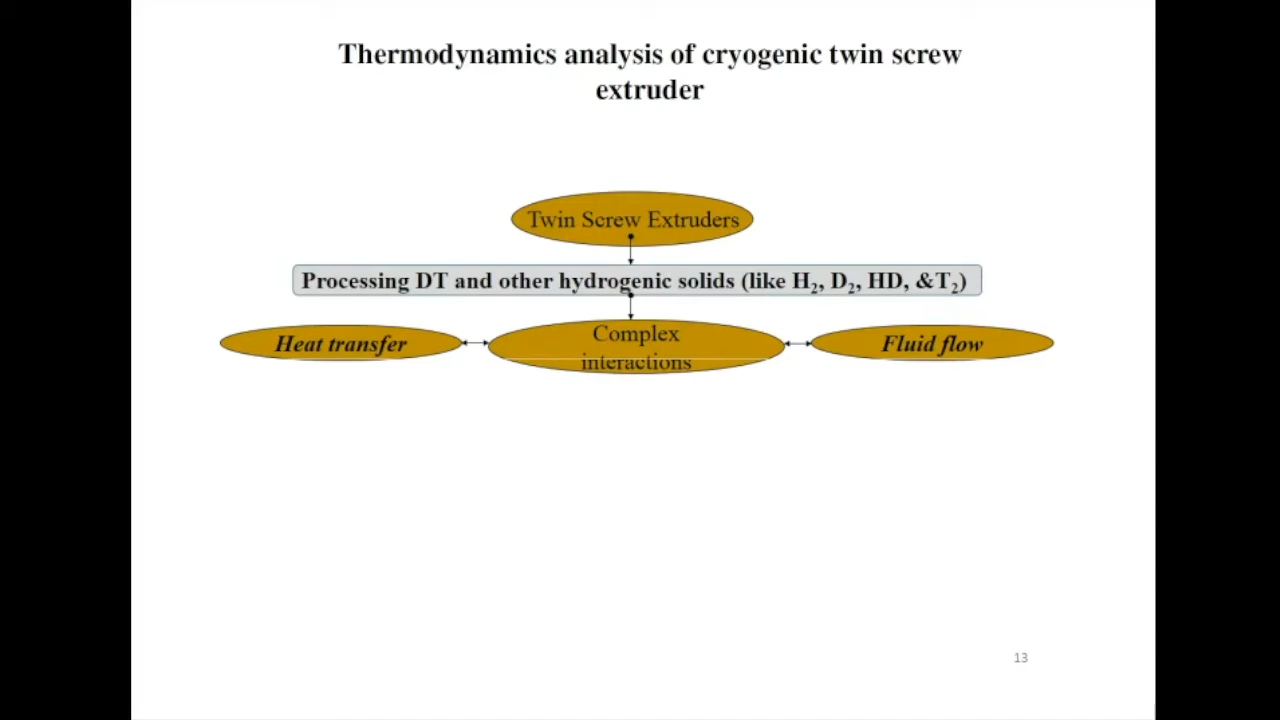 Thermodynamics analysis of cryogenic twin screw
extruder
Twin Screw Extruders
Processing DT and other hydrogenic solids (like H₂, D₂, HD, &T₂)
Heat transfer
Complex
interactions
Fluid flow
13